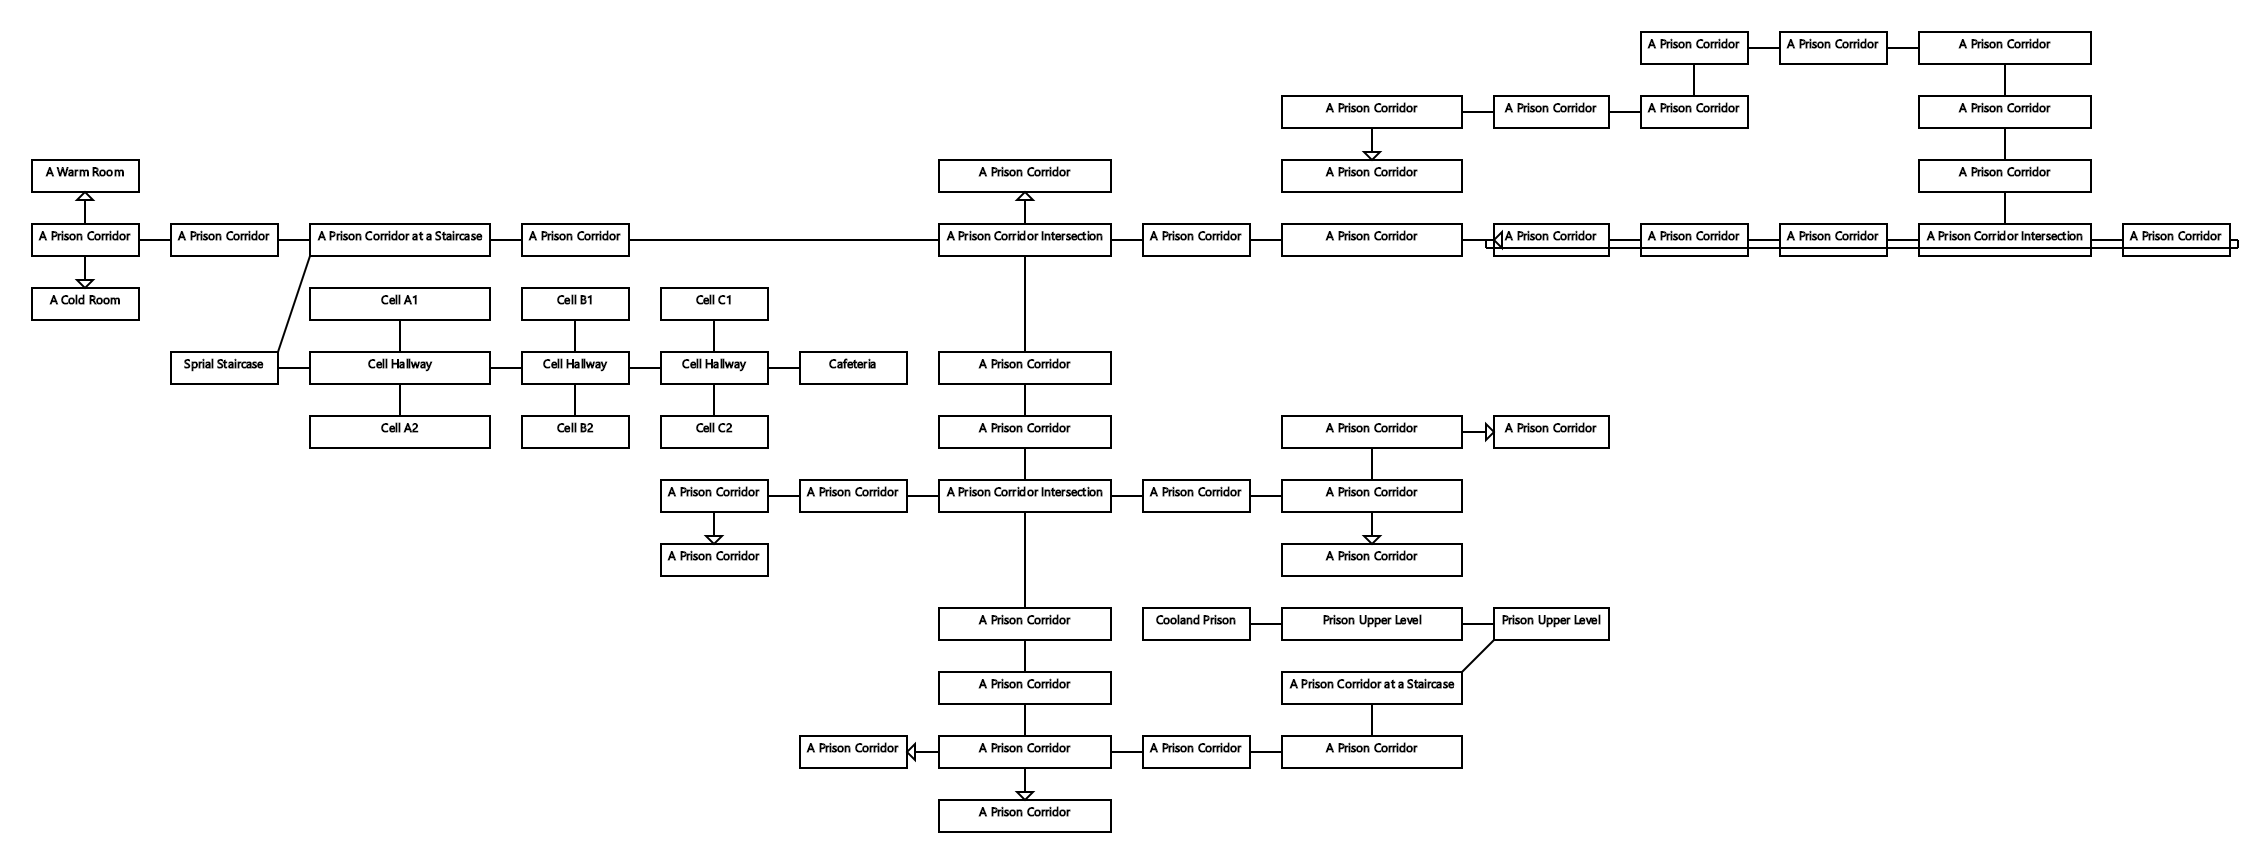 A Prison Corridor
A Prison Corridor
A Prison Corridor
A Prison Corridor
A Prison Corridor
A Prison Corridor
A Prison Corridor
A Warm Room
A Prison Corridor
A Prison Corridor
A Prison Corridor
A Prison Corridor
A Prison Corridor
A Prison Corridor at a Staircase
A Prison Corridor
A Prison Corridor Intersection
A Prison Corridor
A Prison Corridor
A Prison Corridor
A Prison Corridor
A Prison Corridor
A Prison Corridor Intersection
A Prison Corridor
A Cold Room
Cell A1
Cell B1
Cell C1
Sprial Staircase
Cell Hallway
Cell Hallway
Cell Hallway
Cafeteria
A Prison Corridor
Cell A2
Cell B2
Cell C2
A Prison Corridor
A Prison Corridor
A Prison Corridor
A Prison Corridor
A Prison Corridor
A Prison Corridor Intersection
A Prison Corridor
A Prison Corridor
A Prison Corridor
A Prison Corridor
A Prison Corridor
Cooland Prison
Prison Upper Level
Prison Upper Level
A Prison Corridor
A Prison Corridor at a Staircase
A Prison Corridor
A Prison Corridor
A Prison Corridor
A Prison Corridor
A Prison Corridor